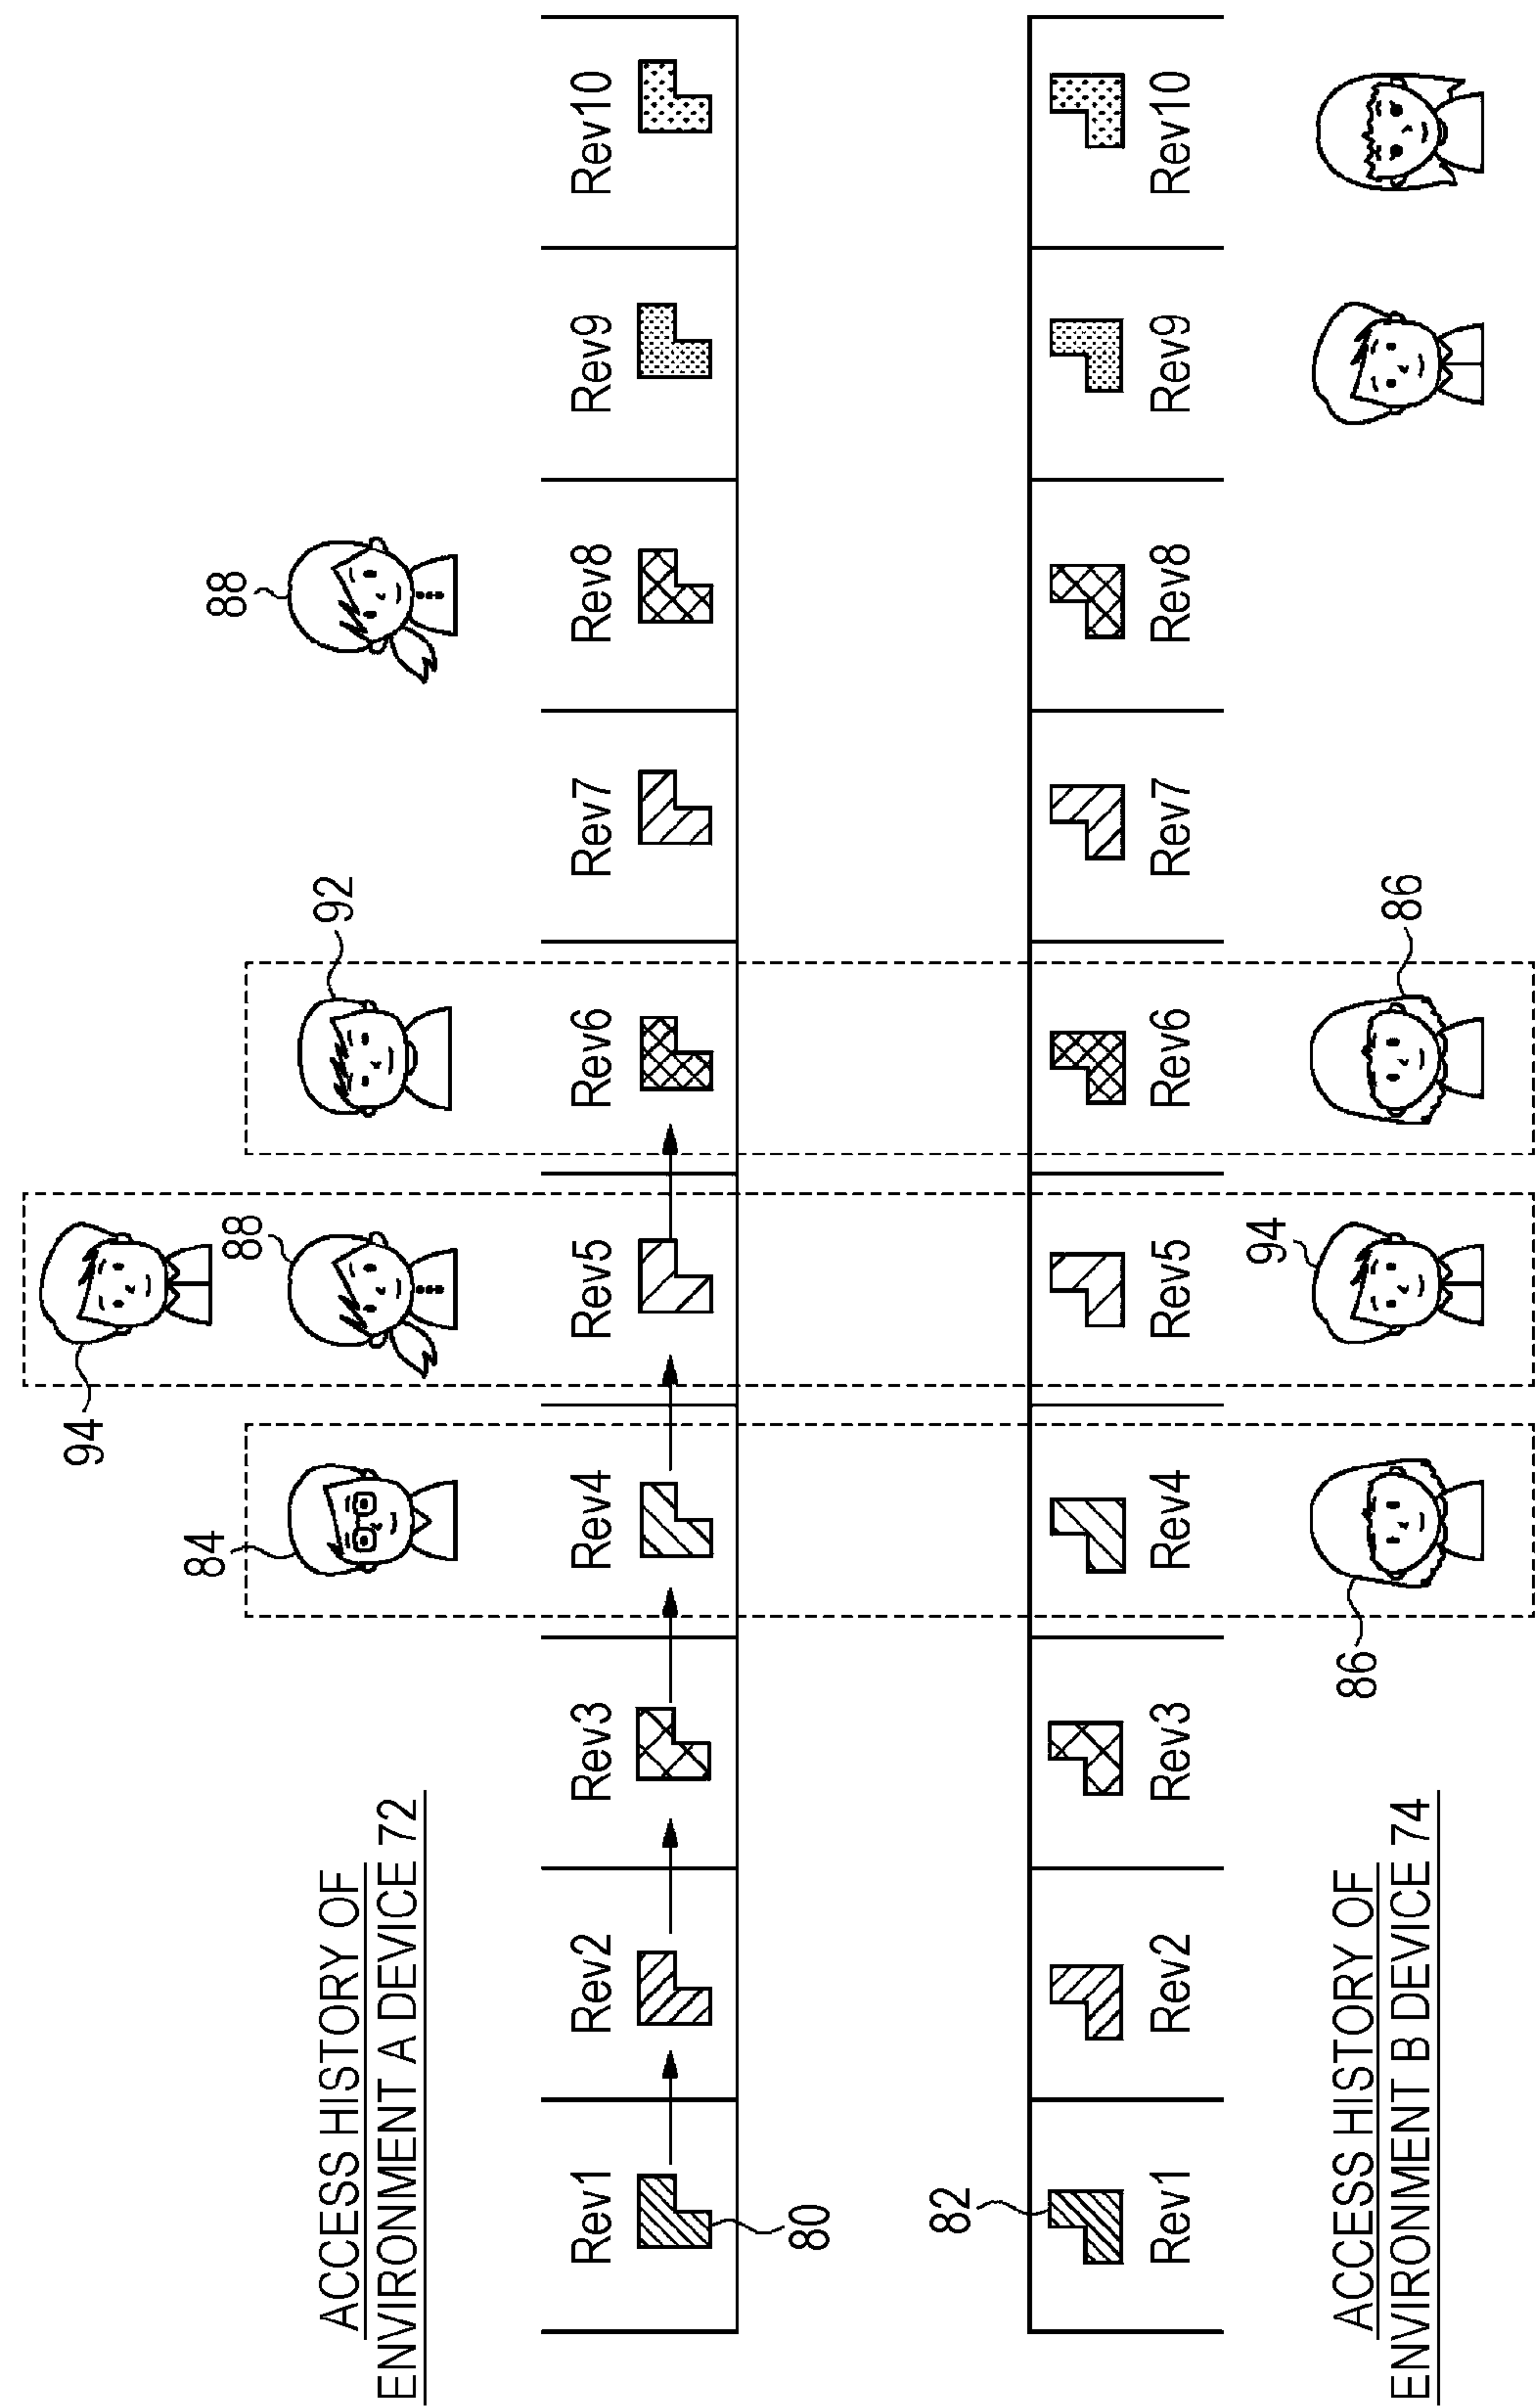 ACCESS HISTORY OF
ENVIRONMENT A DEVICE 72
94
84
88
92
88
94
Rev1
Rev2
Rev3
Rev4
Rev5
Rev6
Rev7
Rev8
Rev9
Rev10
80
82
Rev1
Rev2
Rev3
Rev4
Rev5
Rev6
Rev7
Rev8
Rev9
Rev10
86
86
ACCESS HISTORY OF
ENVIRONMENT B DEVICE 74